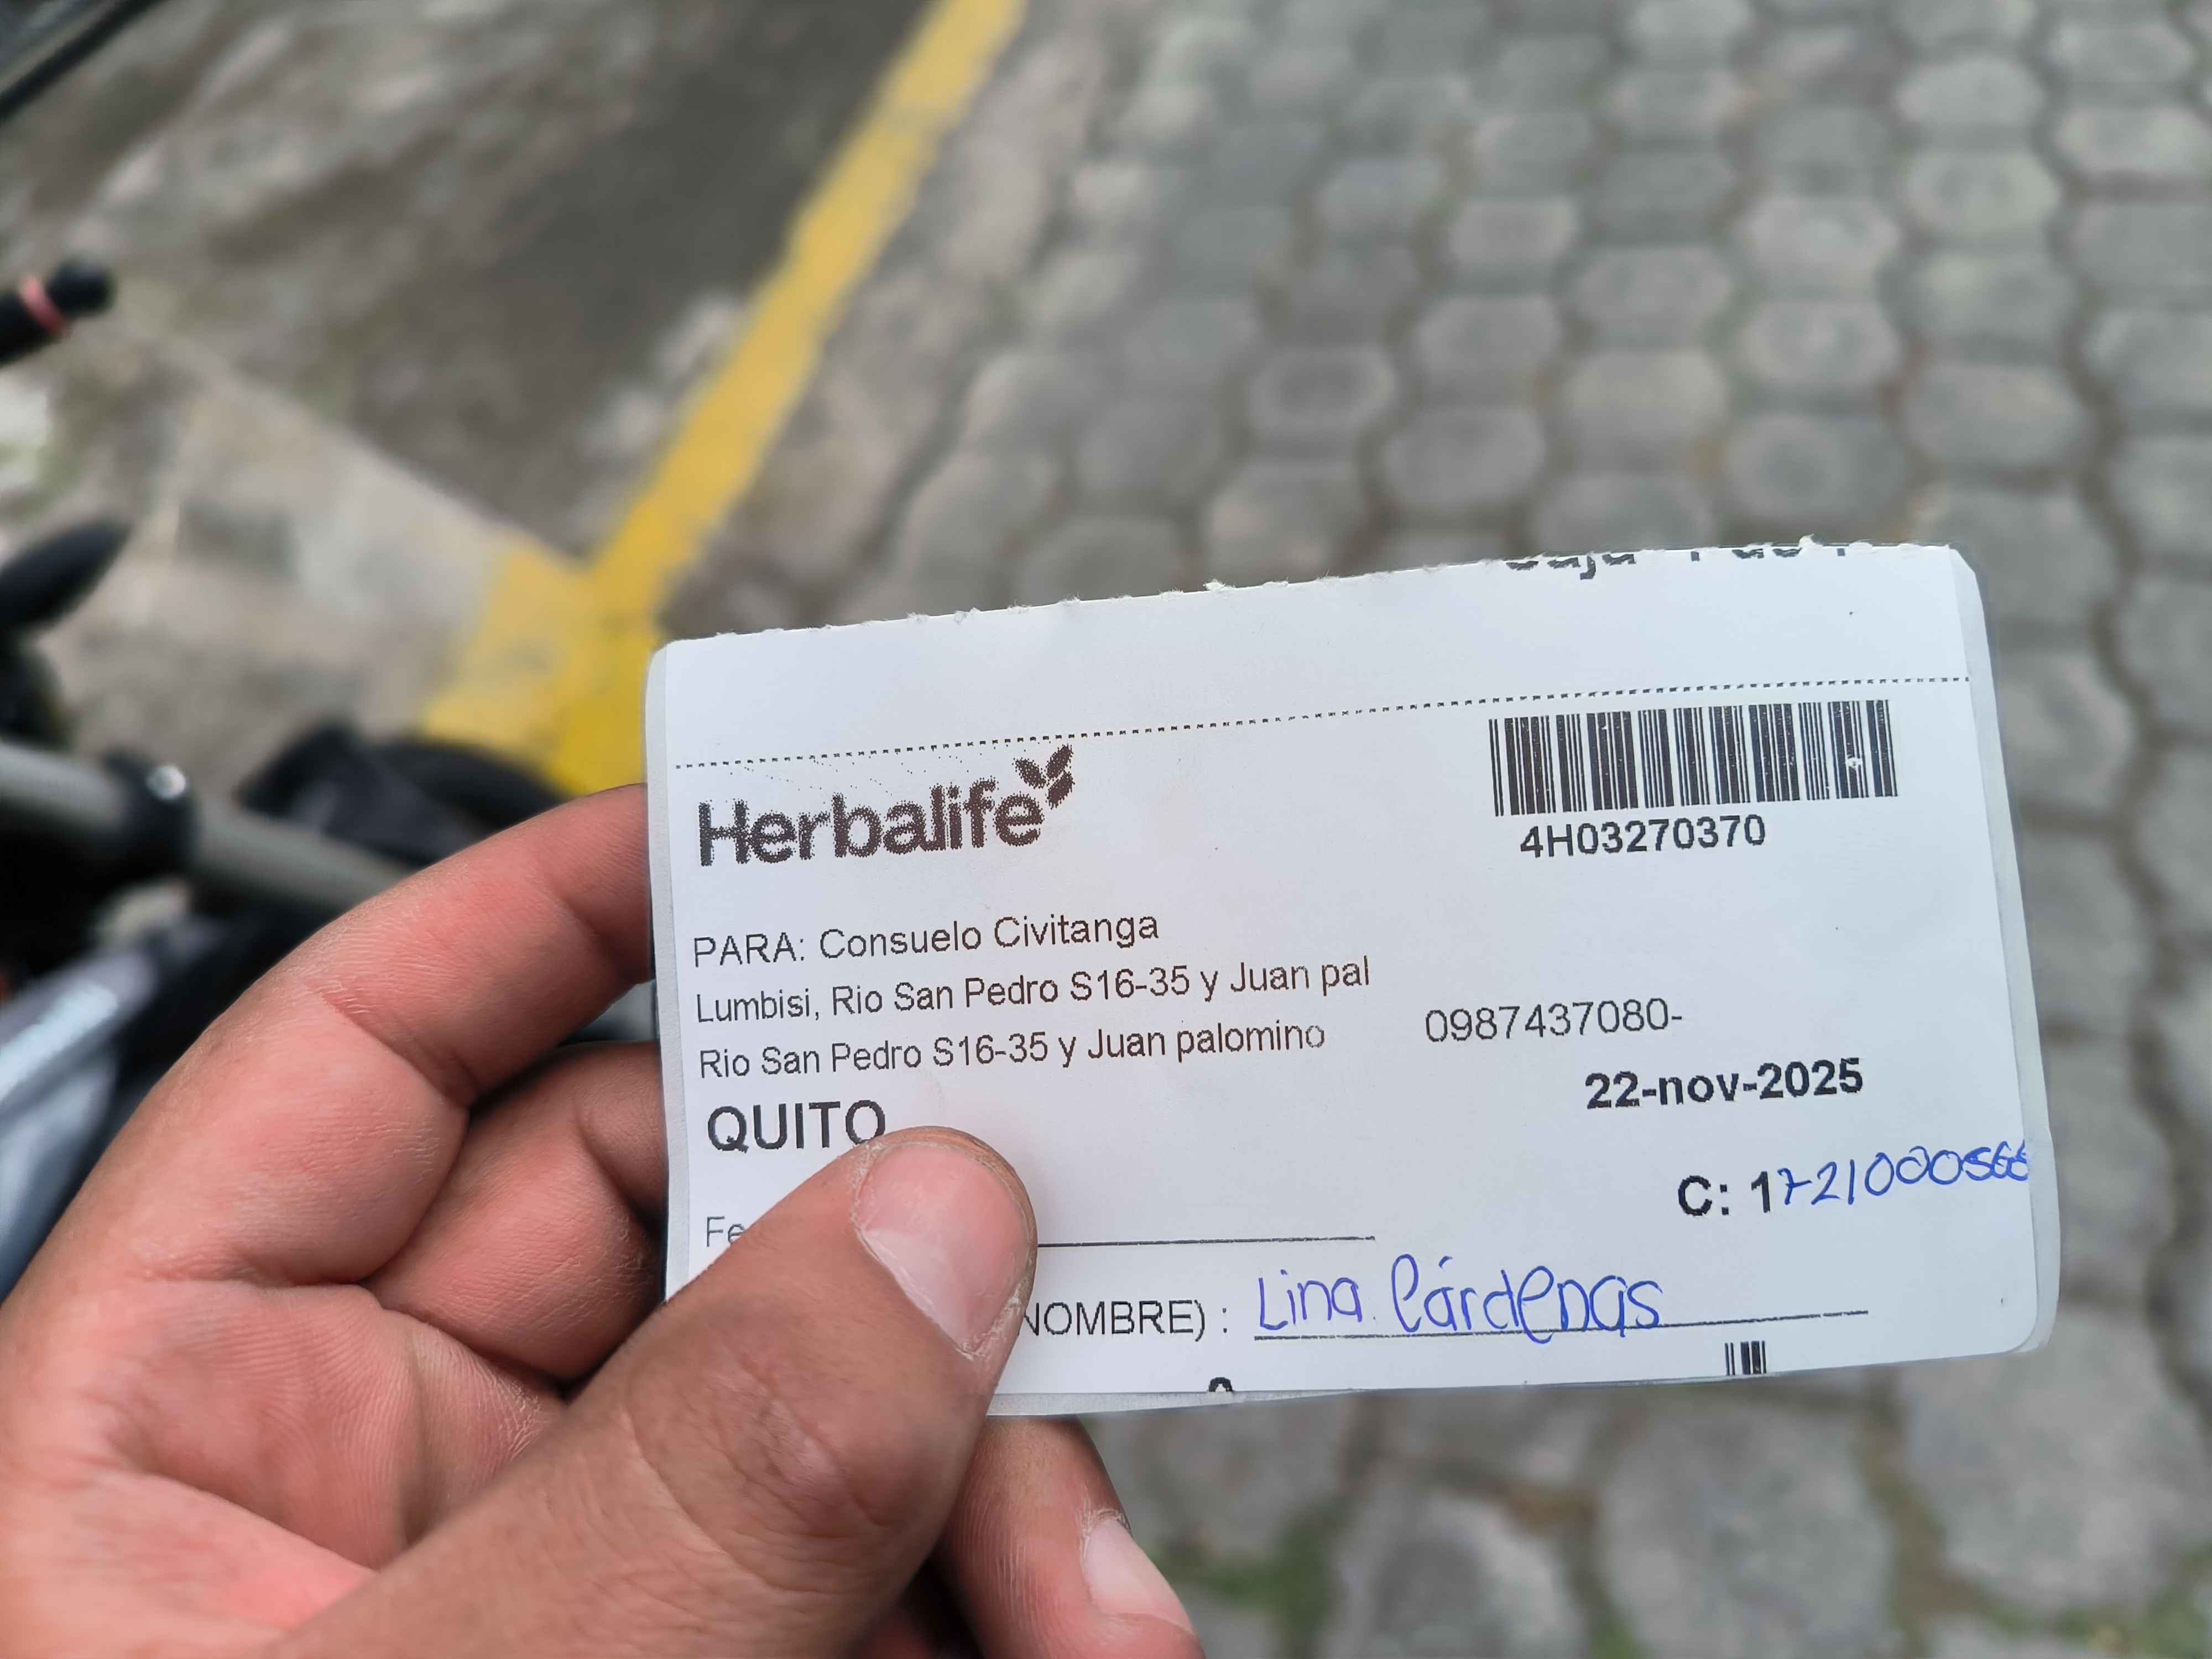 Herbalife
4H03270370
PARA: Consuelo Civitanga
Lumbisi, Rio San Pedro S16-35 y Juan pal
Rio San Pedro S16-35 y Juan palomino
0987437080-
QUITO
22-nov-2025
C:
Fe
NOMBRE) : Lina Cárdenas